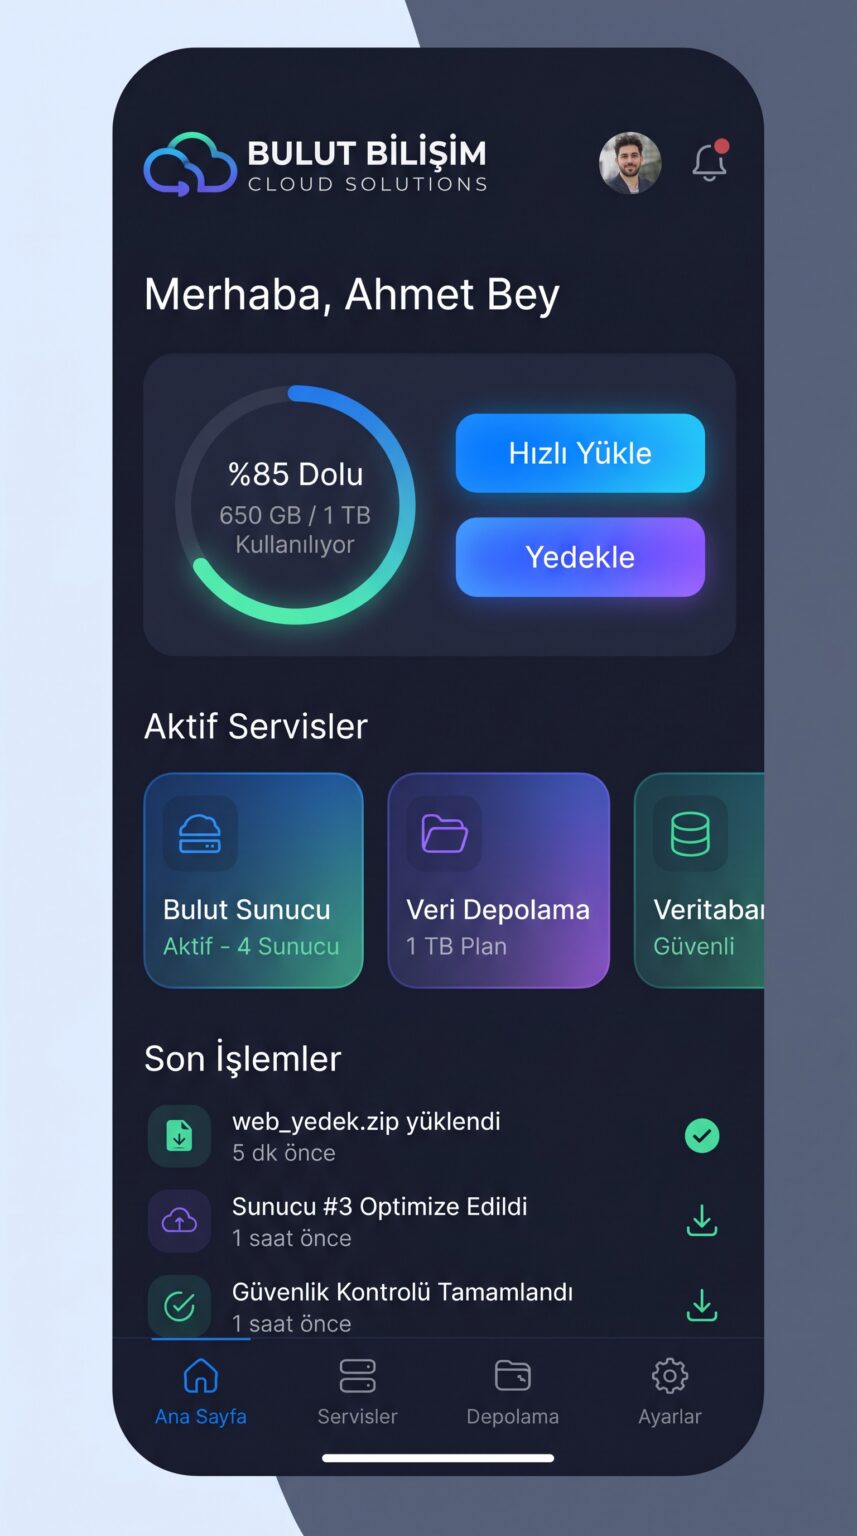 BULUT BİLİŞİM
CLOUD SOLUTIONS
Merhaba, Ahmet Bey
%85 Dolu
650 GB / 1 TB
Kullanılıyor
Hızlı Yükle
Yedekle
Aktif Servisler
Bulut Sunucu
Aktif - 4 Sunucu
Veri Depolama
1 TB Plan
Veritaban
Güvenli
Son İşlemler
web_yedek.zip yüklendi
5 dk önce
Sunucu #3 Optimize Edildi
1 saat önce
Güvenlik Kontrolü Tamamlandı
1 saat önce
Ana Sayfa
Servisler
Depolama
Ayarlar